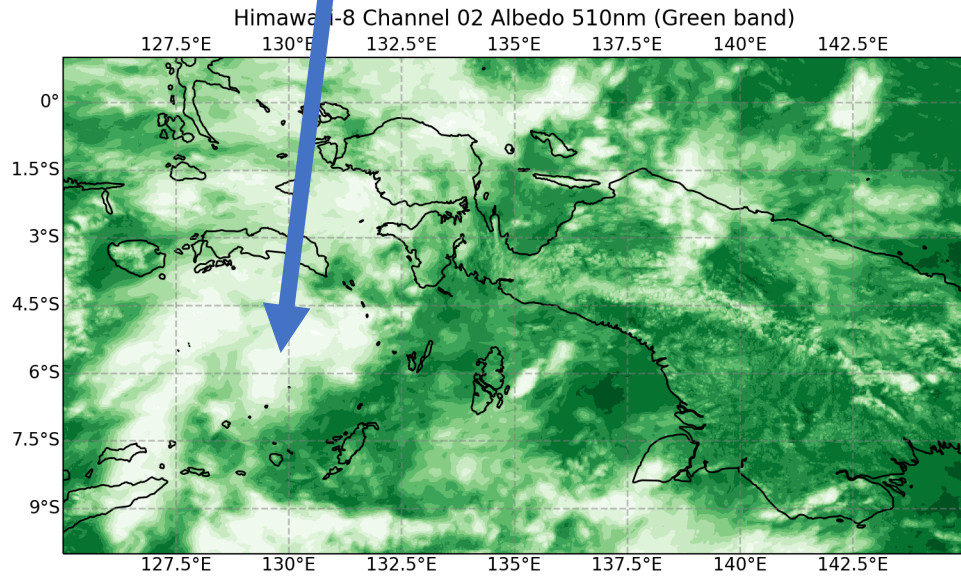 Himawari-8 Channel 02 Albedo 510nm (Green band)
127.5°E 130°E 132.5°E 135°E 137.5°E 140°E 142.5°E
0°
1.5°S
3°S
4.5°S
6°S
7.5°S
9°S
127.5°E 130°E 132.5°E 135°E 137.5°E 140°E 142.5°E